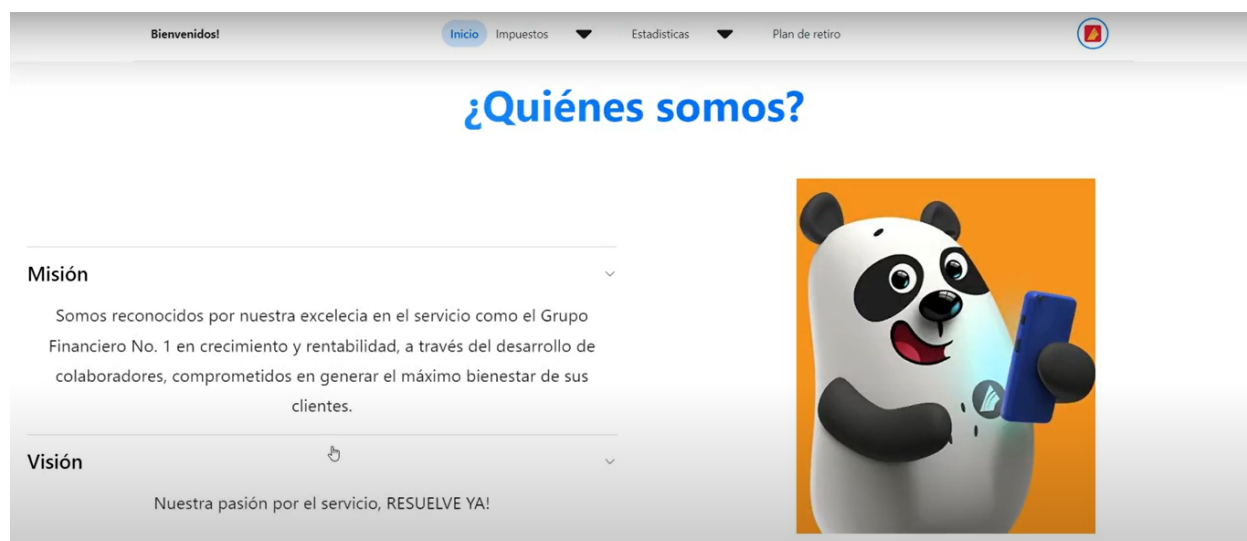 Bienvenidos!
Inicio Impuestos Estadisticas Plan de retiro
¿Quiénes somos?
Misión
Somos reconocidos por nuestra excelecia en el servicio como el Grupo
Financiero No. 1 en crecimiento y rentabilidad, a través del desarrollo de
colaboradores, comprometidos en generar el máximo bienestar de sus
clientes.
Visión
Nuestra pasión por el servicio, RESUELVE YA!